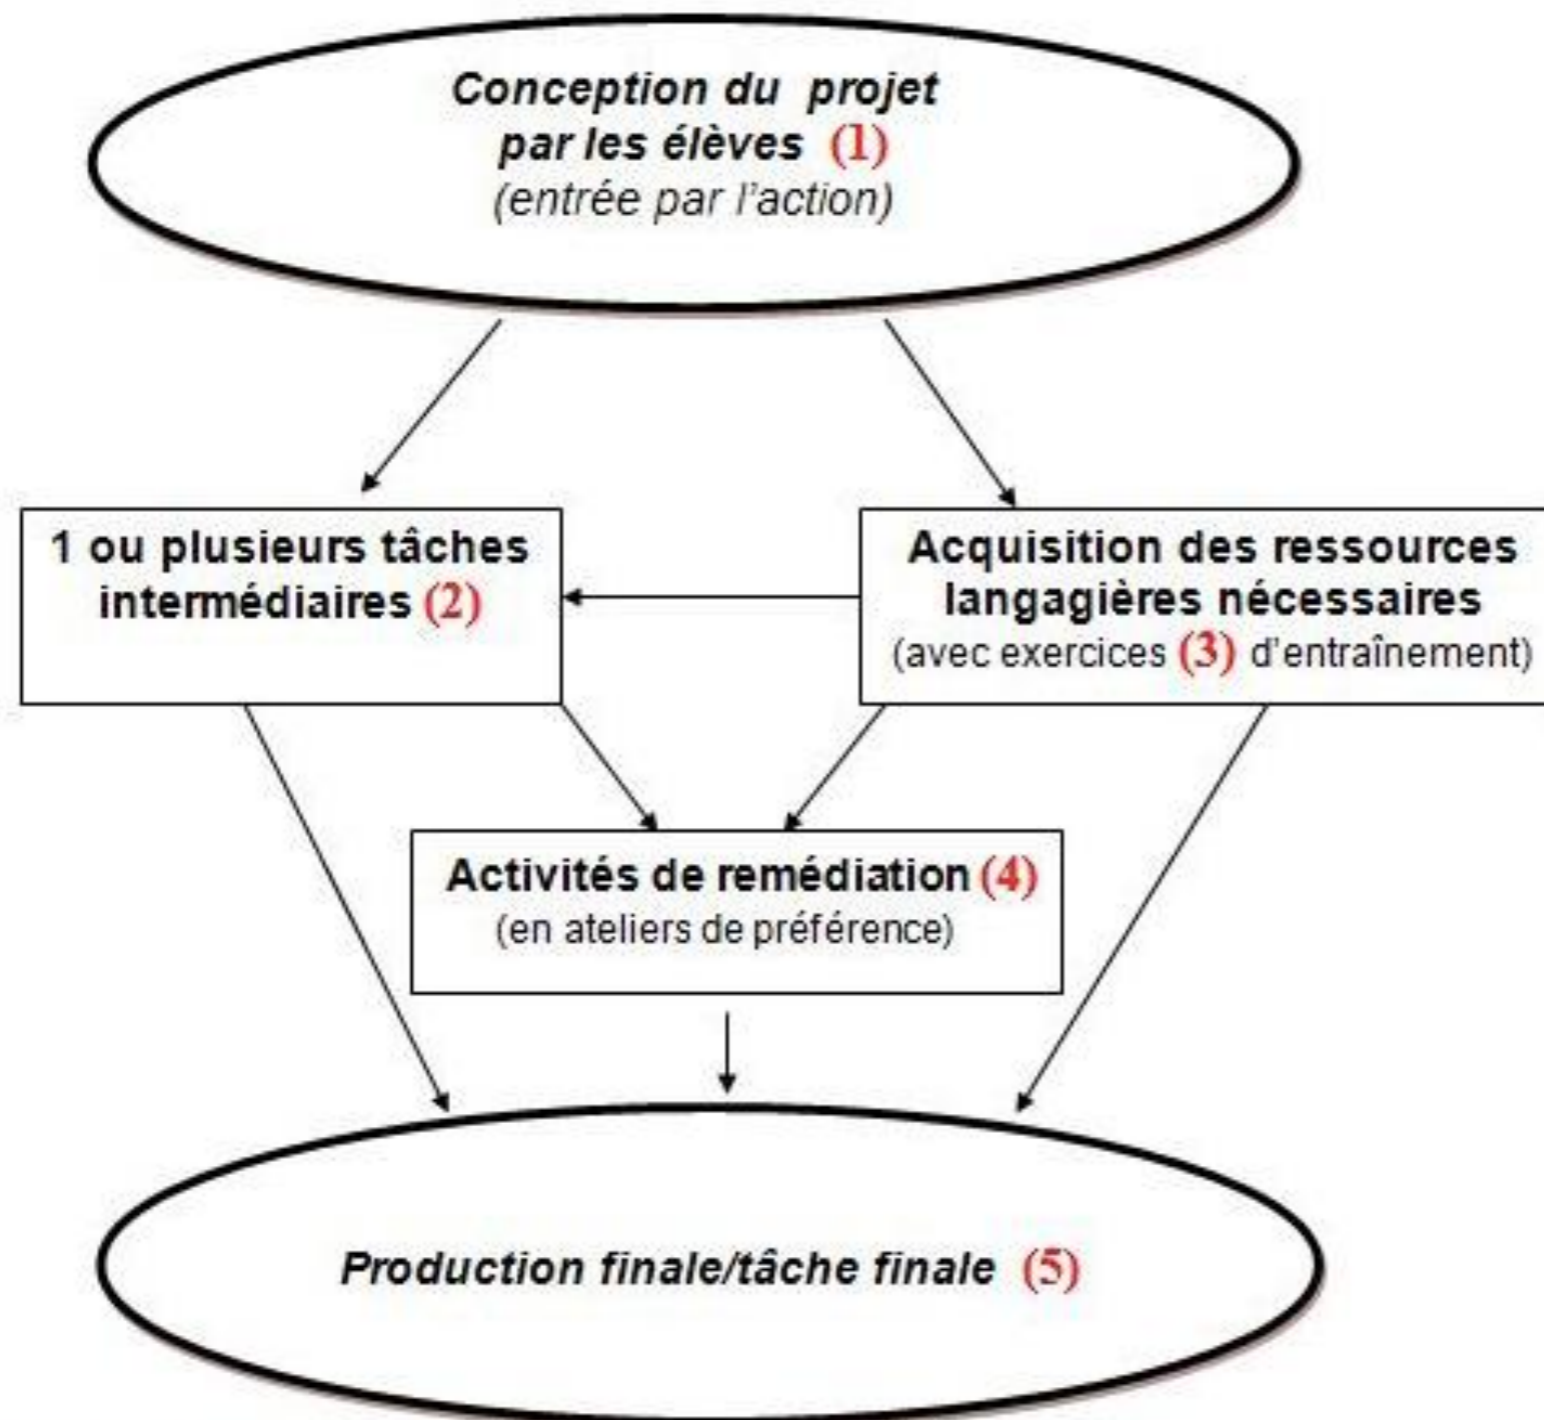 Conception du projet
par les élèves (1)
(entrée par l'action)
1 ou plusieurs tâches
intermédiaires (2)
Acquisition des ressources
langagières nécessaires
(avec exercices (3) d'entraînement)
Activités de remédiation (4)
(en ateliers de préférence)
Production finale/tâche finale (5)